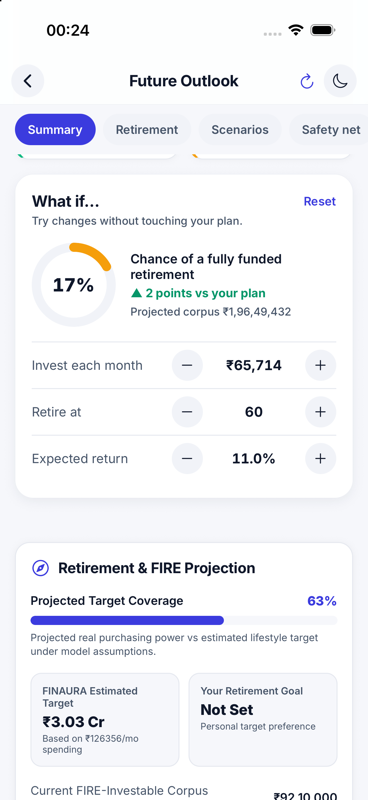 00:24
Future Outlook
Summary
Retirement
Scenarios
Safety net
What if...
Reset
Try changes without touching your plan.
17%
Chance of a fully funded
retirement
▲ 2 points vs your plan
Projected corpus ₹1,96,49,432
Invest each month
− ₹65,714 +
Retire at
− 60 +
Expected return
− 11.0% +
Retirement & FIRE Projection
Projected Target Coverage
63%
Projected real purchasing power vs estimated lifestyle target
under model assumptions.
FINAURA Estimated
Target
₹3.03 Cr
Based on ₹126356/mo
spending
Your Retirement Goal
Not Set
Personal target preference
Current FIRE-Investable Corpus
₹92,10,000